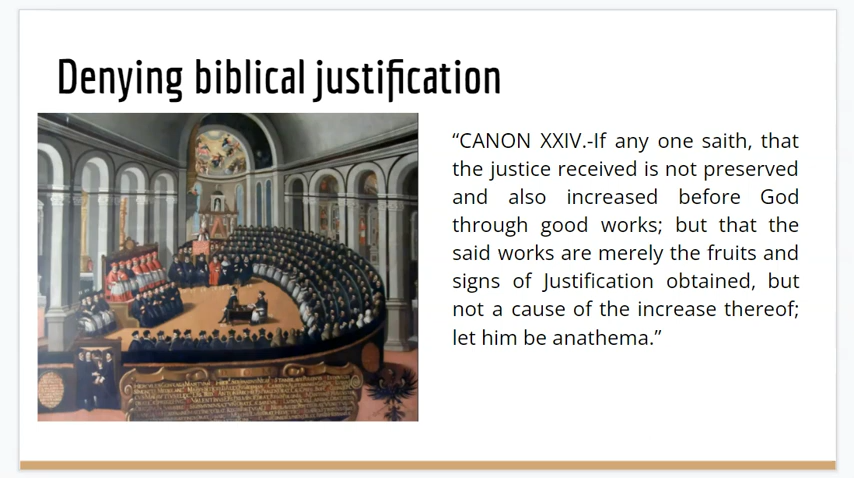 Denying biblical justification
“CANON XXIV.-If any one saith, that
the justice received is not preserved
and also increased before God
through good works; but that the
said works are merely the fruits and
signs of Justification obtained, but
not a cause of the increase thereof;
let him be anathema.”